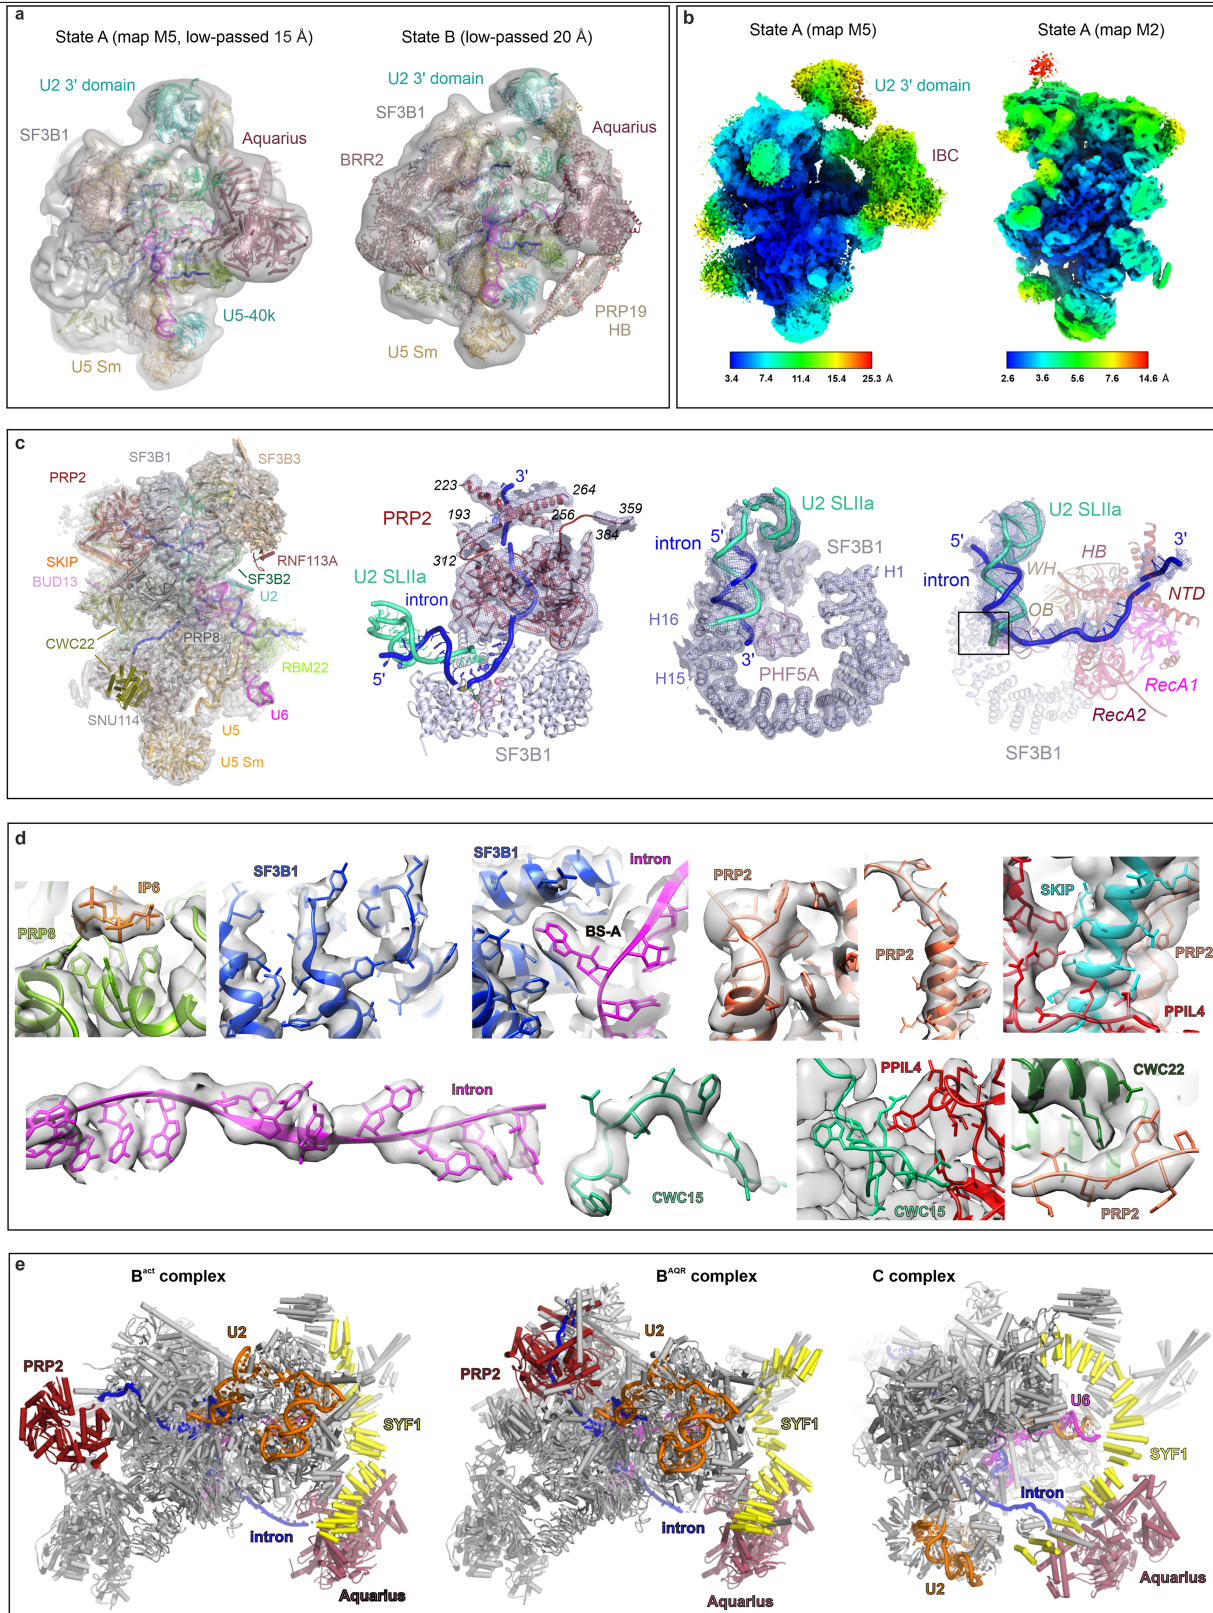 a
State A (map M5, low-passed 15 Å)
State B (low-passed 20 Å)
U2 3' domain
SF3B1
Aquarius
U5-40k
U5 Sm
U2 3' domain
SF3B1
BRR2
Aquarius
PRP19
HB
U5 Sm
b
State A (map M5)
State A (map M2)
U2 3' domain
IBC
3.4 7.4 11.4 15.4 25.3 Å
2.6 3.6 5.6 7.6 14.6 Å
c
SF3B1
SF3B3
PRP2
SKIP
BUD13
RNF113A
SF3B2
U2
PRP8
CWC22
RBM22
SNU114
U6
U5
U5 Sm
3'
223
264
PRP2
193
256
359
384
312
U2 SLIIa
intron
5'
SF3B1
U2 SLIIa
5'
intron
SF3B1
H1
H16
3'
PHF5A
H15
U2 SLIIa
5'
HB
3'
intron
WH
NTD
OB
RecA1
RecA2
SF3B1
d
IP6
PRP8
SF3B1
SF3B1
intron
BS-A
PRP2
PRP2
SKIP
PRP2
PPIL4
intron
CWC15
PPIL4
CWC15
CWC22
PRP2
e
Bact complex
BAQR complex
C complex
U2
PRP2
SYF1
intron
Aquarius
U2
PRP2
SYF1
intron
Aquarius
U6
SYF1
intron
U2
Aquarius